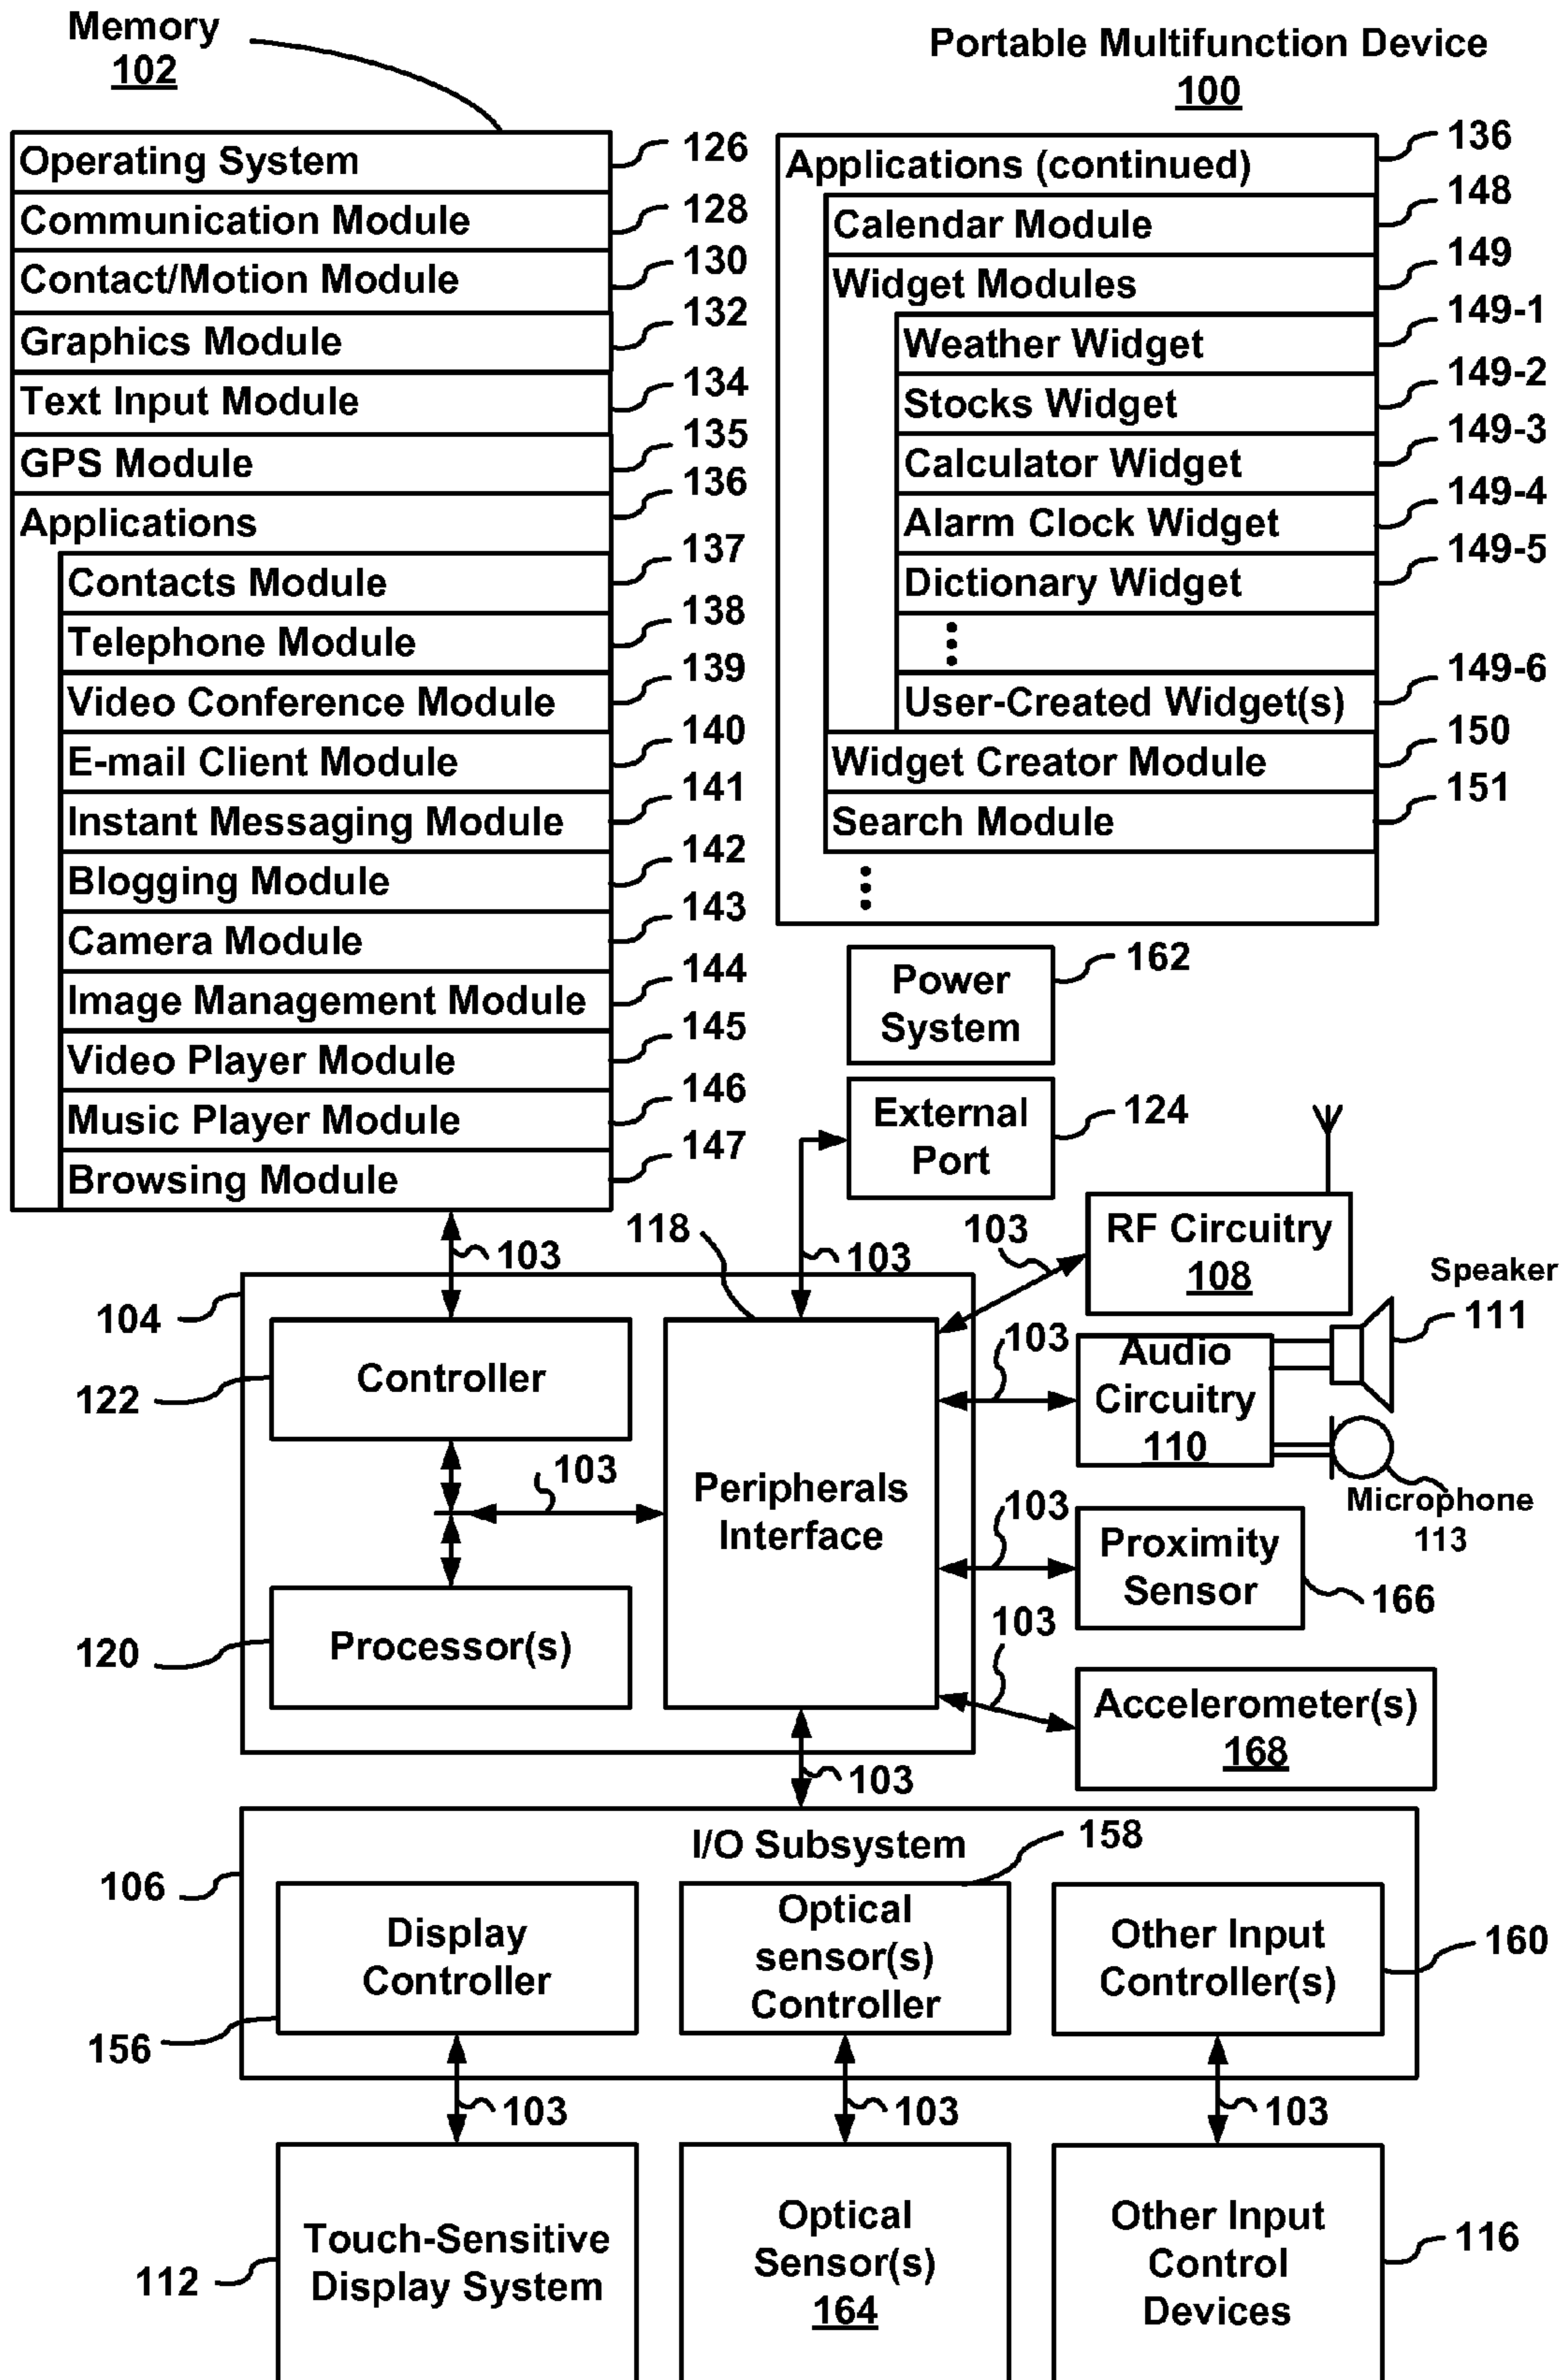 Memory
102
Portable Multifunction Device
100
Operating System
126
Communication Module
128
Contact/Motion Module
130
Graphics Module
132
Text Input Module
134
GPS Module
135
Applications
136
Contacts Module
137
Telephone Module
138
Video Conference Module
139
E-mail Client Module
140
Instant Messaging Module
141
Blogging Module
142
Camera Module
143
Image Management Module
144
Video Player Module
145
Music Player Module
146
Browsing Module
147
Applications (continued)
136
Calendar Module
148
Widget Modules
149
Weather Widget
149-1
Stocks Widget
149-2
Calculator Widget
149-3
Alarm Clock Widget
149-4
Dictionary Widget
149-5
User-Created Widget(s)
149-6
Widget Creator Module
150
Search Module
151
Power
System
162
External
Port
124
103
118
103
103
RF Circuitry
108
Speaker
111
104
Controller
122
103
Audio
Circuitry
110
103
Peripherals
Interface
Microphone
113
103
Proximity
Sensor
166
120
Processor(s)
103
Accelerometer(s)
168
103
I/O Subsystem
158
106
Display
Controller
156
Optical
sensor(s)
Controller
Other Input
Controller(s)
160
103
103
103
Touch-Sensitive
Display System
112
Optical
Sensor(s)
164
Other Input
Control
Devices
116